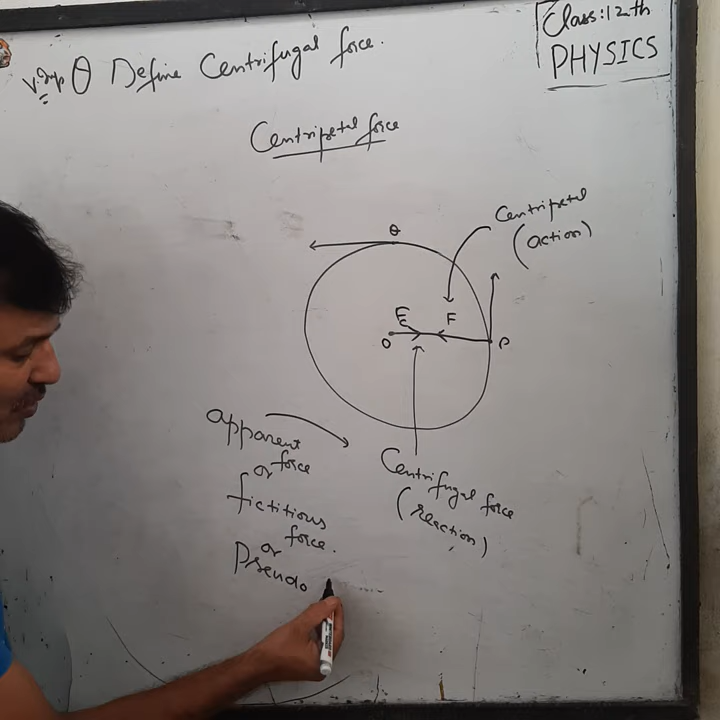 Class: 12th
PHYSICS
V.Imp Q Define Centrifugal force.
Centripetal force
Centripetal
(action)
Q
F
O
P
apparent
force
or
fictitious
force.
or
Pseudo
Centrifugal force
(reaction)